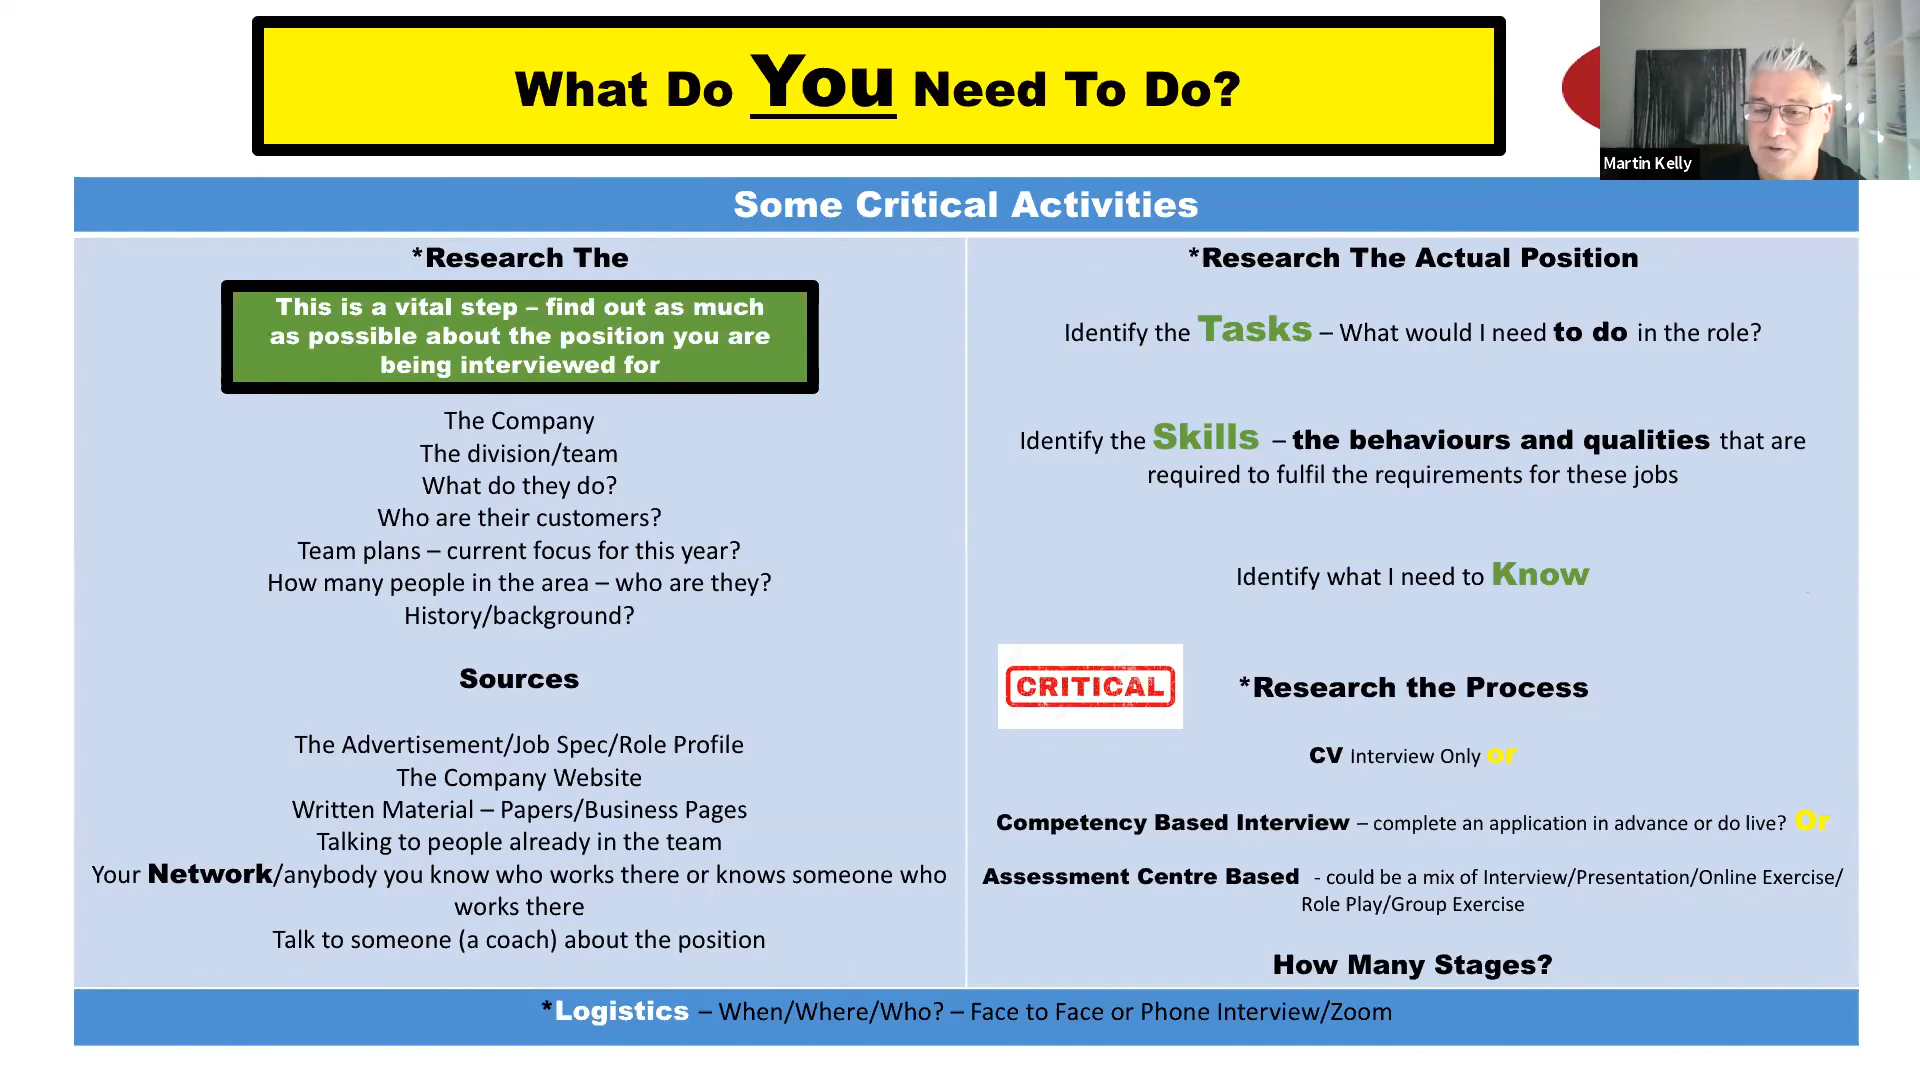 What Do You Need To Do?
Martin Kelly
Some Critical Activities
*Research The
This is a vital step – find out as much
as possible about the position you are
being interviewed for
The Company
The division/team
What do they do?
Who are their customers?
Team plans – current focus for this year?
How many people in the area – who are they?
History/background?
Sources
The Advertisement/Job Spec/Role Profile
The Company Website
Written Material – Papers/Business Pages
Talking to people already in the team
Your Network/anybody you know who works there or knows someone who
works there
Talk to someone (a coach) about the position
*Research The Actual Position
Identify the Tasks – What would I need to do in the role?
Identify the Skills – the behaviours and qualities that are
required to fulfil the requirements for these jobs
Identify what I need to Know
CRITICAL
*Research the Process
CV Interview Only or
Competency Based Interview – complete an application in advance or do live? Or
Assessment Centre Based - could be a mix of Interview/Presentation/Online Exercise/
Role Play/Group Exercise
How Many Stages?
*Logistics – When/Where/Who? – Face to Face or Phone Interview/Zoom